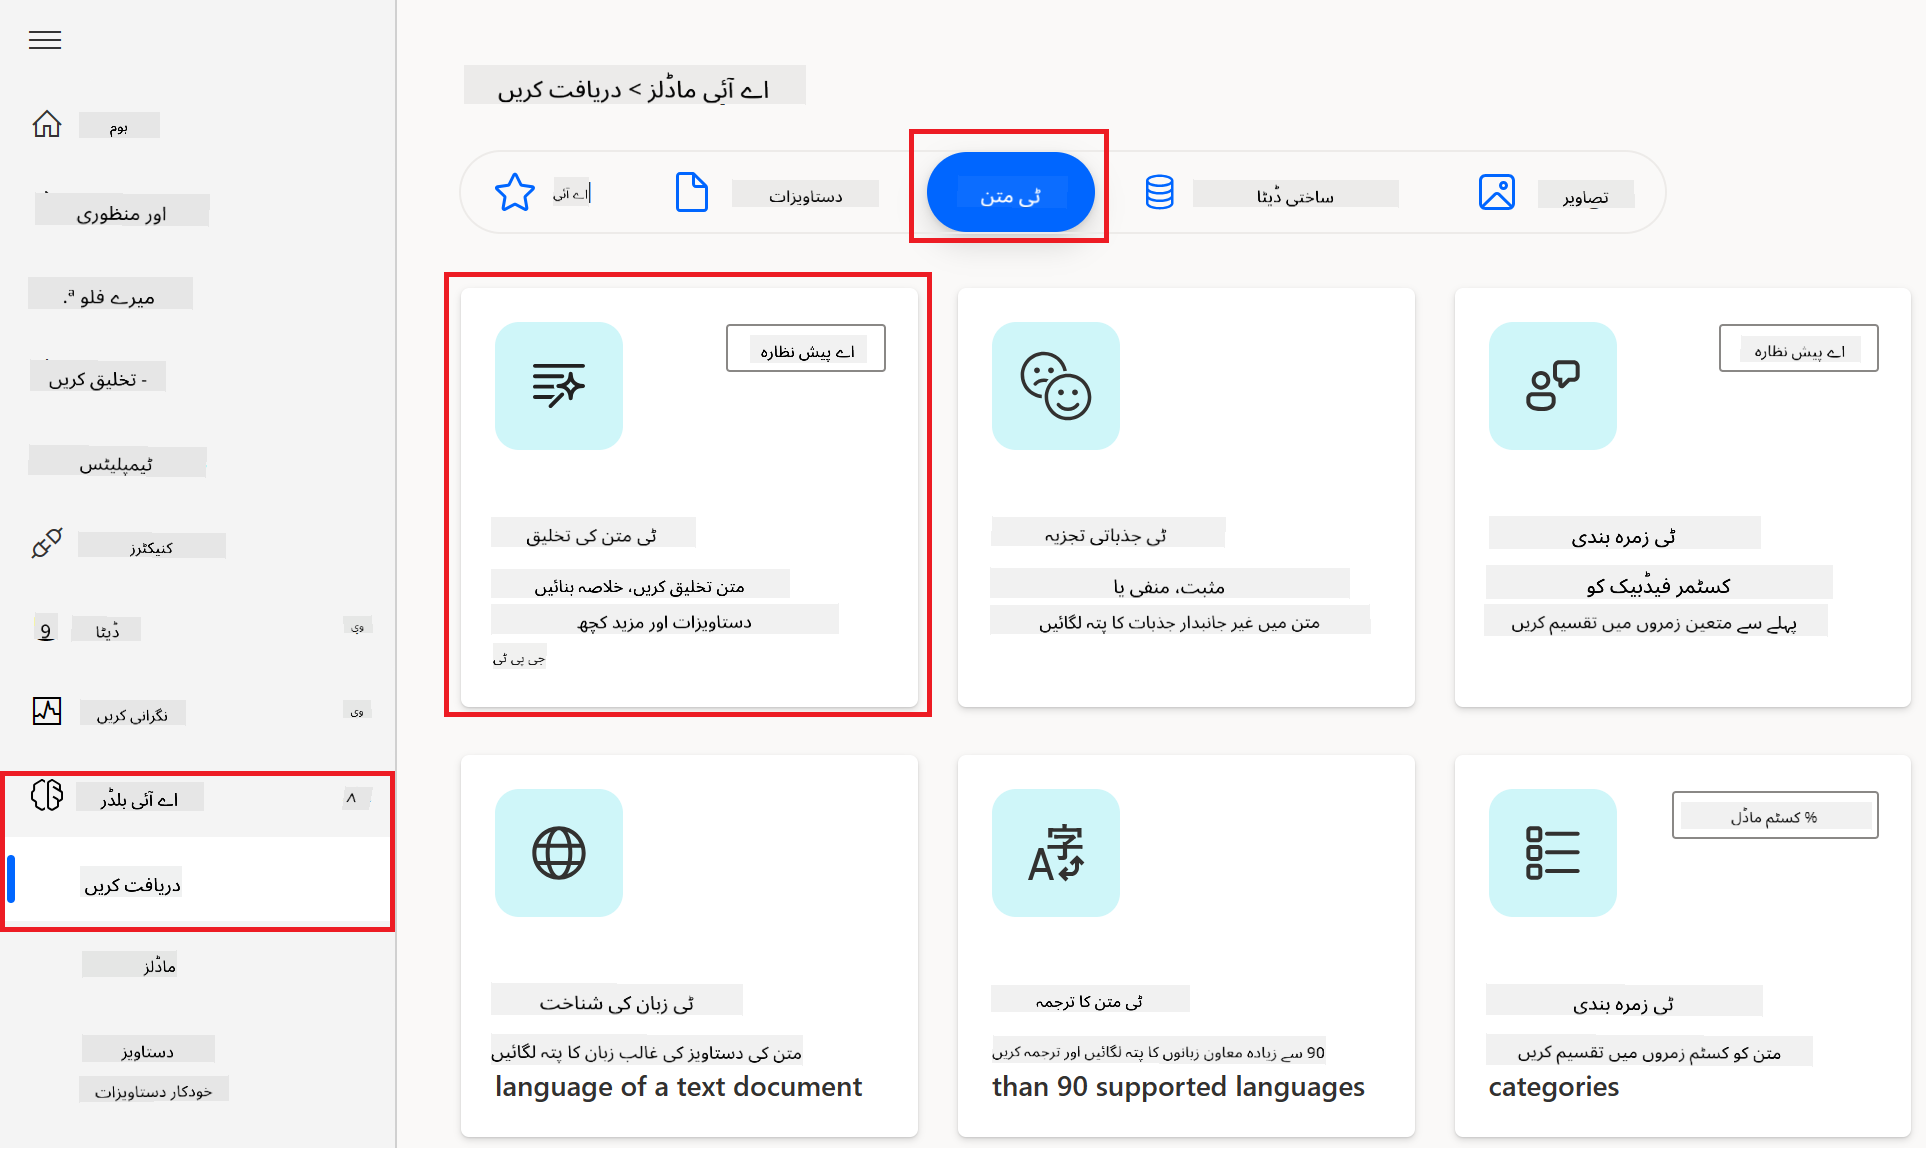 ہوم
اور منظوری
میرے فلو ª.
- تخلیق کریں
ٹیمپلیٹس
کنیکٹرز
9 ڈیٹا وی
نگرانی کریں وی
اے آئی بلڈر ^
دریافت کریں
ماڈلز
دستاویز
خودکار دستاویزات
اے آئی ماڈلز > دریافت کریں
اے آئی
دستاویزات
ٹی متن
ساختی ڈیٹا
تصاویر
اے پیش نظارہ
ٹی متن کی تخلیق
متن تخلیق کریں، خلاصہ بنائیں
دستاویزات اور مزید کچھ
جی پی ٹی
ٹی جذباتی تجزیہ
مثبت، منفی یا
متن میں غیر جانبدار جذبات کا پتہ لگائیں
اے پیش نظارہ
ٹی زمرہ بندی
کسٹمر فیڈبیک کو
پہلے سے متعین زمروں میں تقسیم کریں
ٹی زبان کی شناخت
متن کی دستاویز کی غالب زبان کا پتہ لگائیں
language of a text document
ٹی متن کا ترجمہ
90 سے زیادہ معاون زبانوں کا پتہ لگائیں اور ترجمہ کریں
than 90 supported languages
% کسٹم ماڈل
ٹی زمرہ بندی
متن کو کسٹم زمروں میں تقسیم کریں
categories